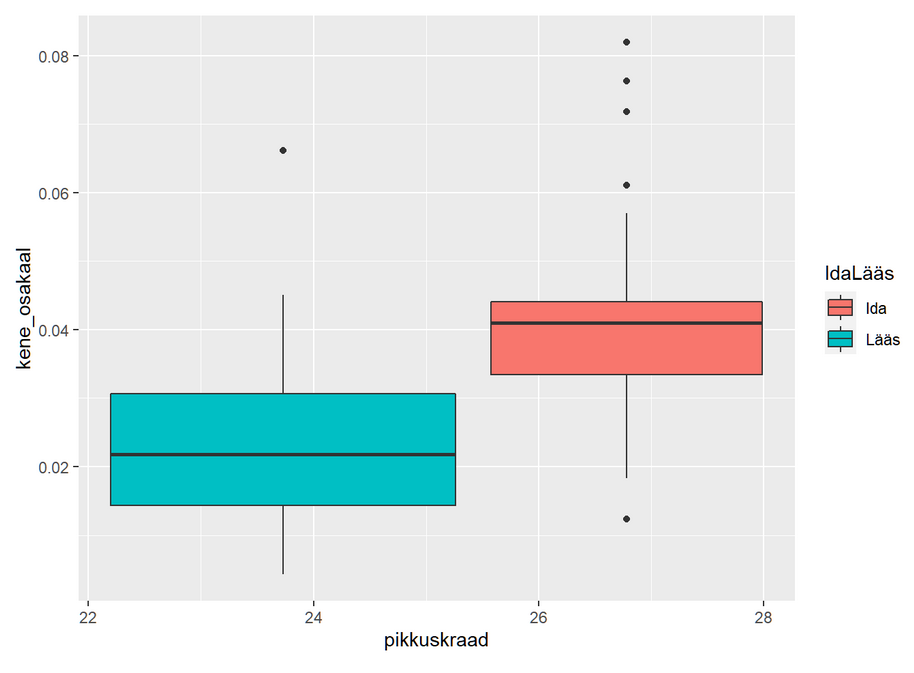 0.08
0.06
0.04
0.02
kene_osakaal
22
24
26
28
pikkuskraad
IdaLääs
Ida
Lääs